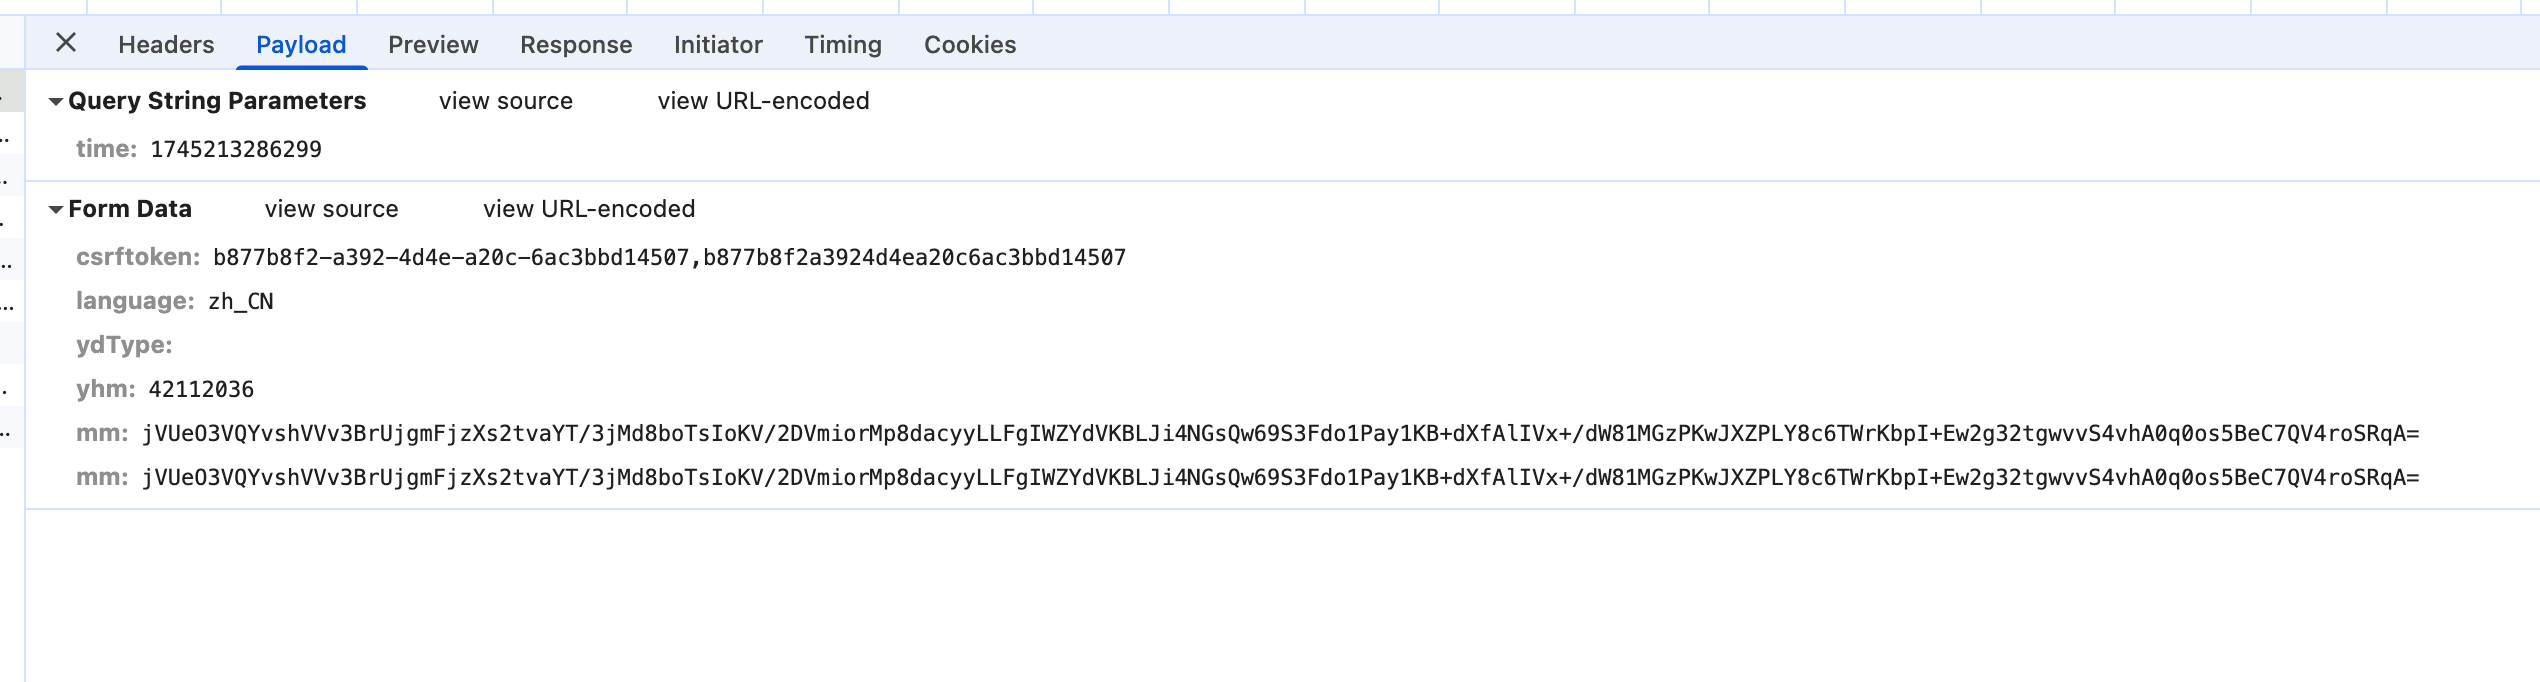 Headers Payload Preview Response Initiator Timing Cookies
Query String Parameters view source view URL-encoded
time: 1745213286299
Form Data view source view URL-encoded
csrftoken: b877b8f2-a392-4d4e-a20c-6ac3bbd14507,b877b8f2a3924d4ea20c6ac3bbd14507
language: zh_CN
ydType:
yhm: 42112036
mm: jVUeO3VQYvshVVv3BrUjgmFjzXs2tvaYT/3jMd8boTsIoKV/2DVmiorMp8dacyyLLFgIWZYdVKBLJi4NGsQw69S3Fdo1Pay1KB+dXfAlIVx+/dW81MGzPKwJXZPLY8c6TWrKbpI+Ew2g32tgwvvS4vhA0q0os5BeC7QV4roSRqA=
mm: jVUeO3VQYvshVVv3BrUjgmFjzXs2tvaYT/3jMd8boTsIoKV/2DVmiorMp8dacyyLLFgIWZYdVKBLJi4NGsQw69S3Fdo1Pay1KB+dXfAlIVx+/dW81MGzPKwJXZPLY8c6TWrKbpI+Ew2g32tgwvvS4vhA0q0os5BeC7QV4roSRqA=